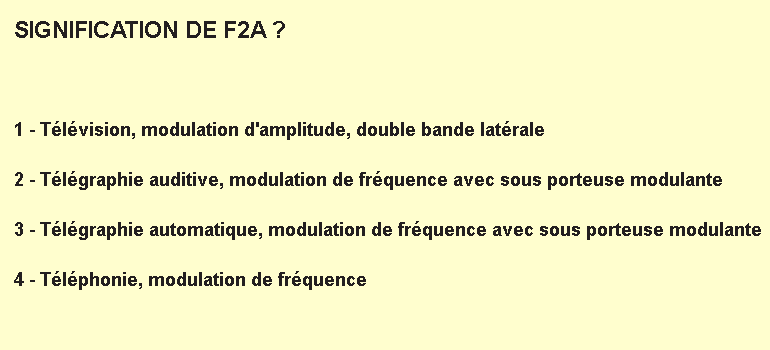 SIGNIFICATION DE F2A ?
1 - Télévision, modulation d'amplitude, double bande latérale
2 - Télégraphie auditive, modulation de fréquence avec sous porteuse modulante
3 - Télégraphie automatique, modulation de fréquence avec sous porteuse modulante
4 - Téléphonie, modulation de fréquence